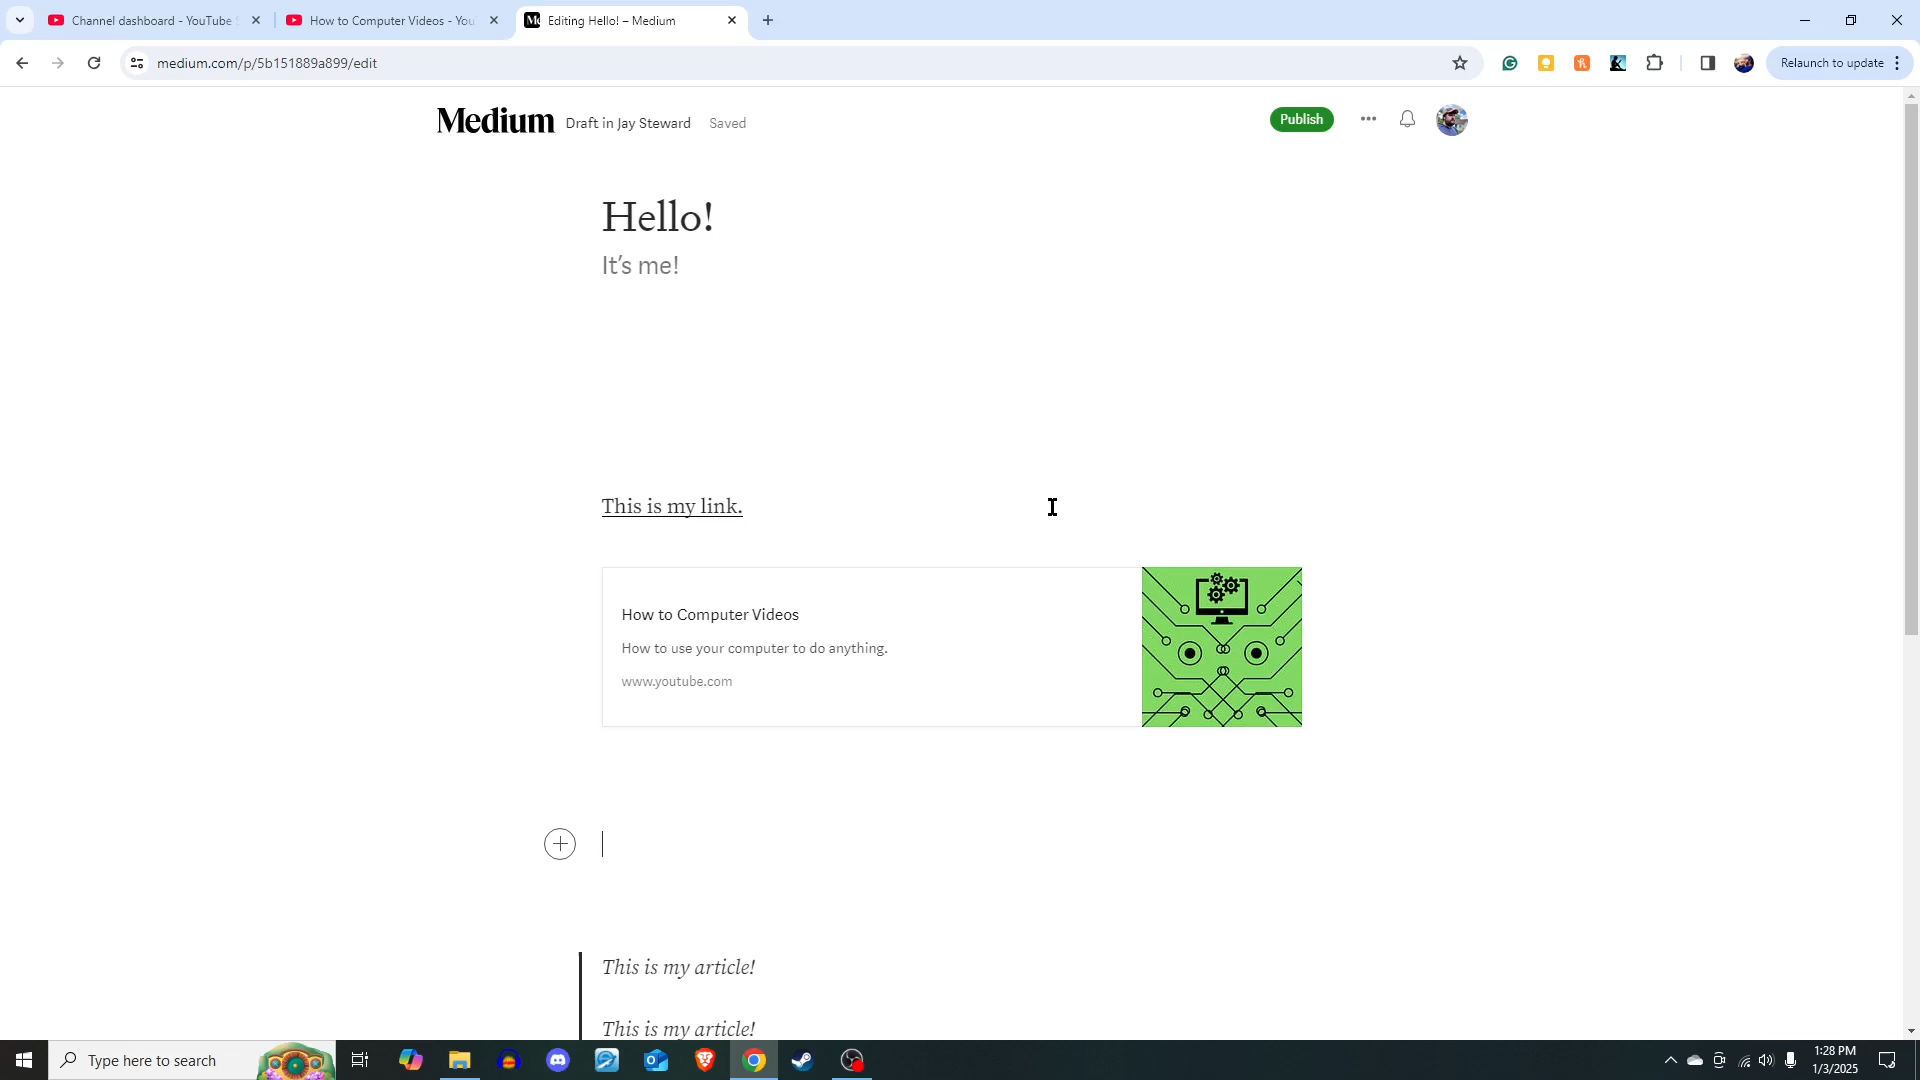 Channel dashboard - YouTube
How to Computer Videos - You
Editing Hello! – Medium
medium.com/p/5b151889a899/edit
Relaunch to update
Medium
Draft in Jay Steward
Saved
Publish
Hello!
It’s me!
This is my link.
How to Computer Videos
How to use your computer to do anything.
www.youtube.com
This is my article!
This is my article!
Type here to search
1:28 PM
1/3/2025